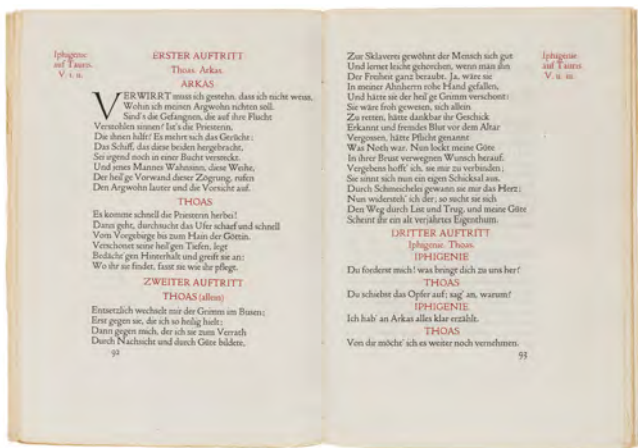 Iphigenie
auf Tauris.
V. i. ii.
ERSTER AUFTRITT
Thoas. Arkas.
ARKAS
VERWIRRT muss ich gestehn, dass ich nicht weiss,
Wohin ich meinen Argwohn richten soll.
Sind's die Gefangnen, die auf ihre Flucht
Verstohlen sinnen? Ist's die Priesterin,
Die ihnen hilft? Es mehrt sich das Gerücht:
Das Schiff, das diese beiden hergebracht,
Sei irgend noch in einer Bucht versteckt.
Und jenes Mannes Wahnsinn, diese Weihe,
Der heil'ge Vorwand dieser Zögrung, rufen
Den Argwohn lauter und die Vorsicht auf.
THOAS
Es komme schnell die Priesterin herbei!
Dann geht, durchsucht das Ufer scharf und schnell
Vom Vorgebirge bis zum Hain der Göttin.
Verschonet seine heil'gen Tiefen, legt
Bedächt'gen Hinterhalt und greift sie an;
Wo ihr sie findet, fasst sie wie ihr pflegt.
ZWEITER AUFTRITT
THOAS (allein)
Entsetzlich wechselt mir der Grimm im Busen;
Erst gegen sie, die ich so heilig hielt;
Dann gegen mich, der ich sie zum Verrath
Durch Nachsicht und durch Güte bildete.
92
Zur Sklaverei gewöhnt der Mensch sich gut
Und lernet leicht gehorchen, wenn man ihn
Der Freiheit ganz beraubt. Ja, wäre sie
In meiner Ahnherrn rohe Hand gefallen,
Und hätte sie der heil'ge Grimm verschont:
Sie wäre froh gewesen, sich allein
Zu retten, hätte dankbar ihr Geschick
Erkannt und fremdes Blut vor dem Altar
Vergossen, hätte Pflicht genannt
Was Noth war. Nun lockt meine Güte
In ihrer Brust verwegnen Wunsch herauf.
Vergebens hofft' ich, sie mir zu verbinden;
Sie sinnt sich nun ein eigen Schicksal aus.
Durch Schmeichelei gewann sie mir das Herz;
Nun widersteh' ich der; so sucht sie sich
Den Weg durch List und Trug, und meine Güte
Scheint ihr ein alt verjährtes Eigenthum.
DRITTER AUFTRITT
Iphigenie. Thoas.
IPHIGENIE
Du forderst mich! was bringt dich zu uns her?
THOAS
Du schiebst das Opfer auf; sag' an, warum?
IPHIGENIE.
Ich hab' an Arkas alles klar erzählt.
THOAS
Von dir möcht' ich es weiter noch vernehmen.
93
Iphigenie
auf Tauris.
V. ii. iii.